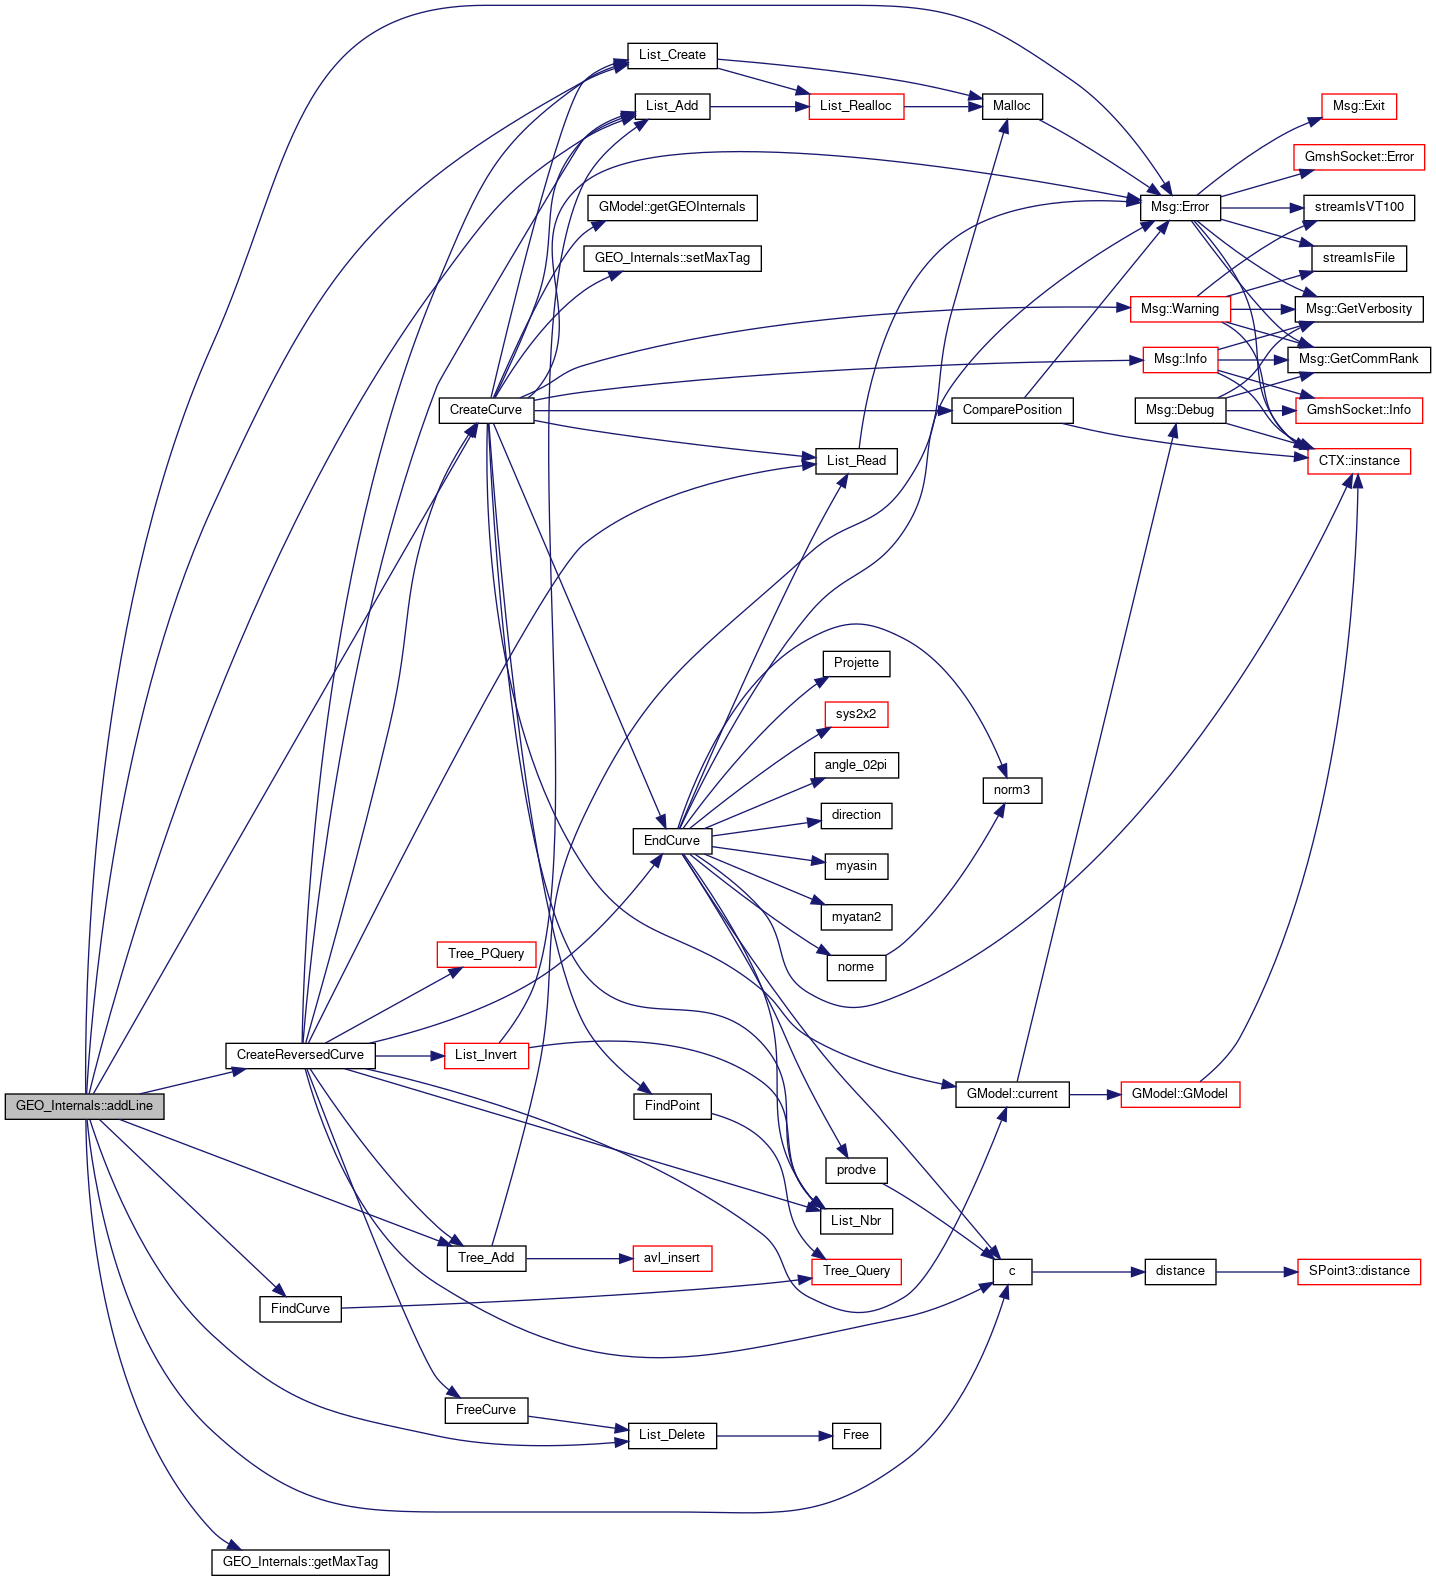 List_Create
List_Add
List_Realloc
Malloc
Msg::Exit
GmshSocket::Error
GModel::getGEOInternals
Msg::Error
streamIsVT100
GEO_Internals::setMaxTag
streamIsFile
Msg::Warning
Msg::GetVerbosity
Msg::Info
Msg::GetCommRank
CreateCurve
ComparePosition
Msg::Debug
GmshSocket::Info
List_Read
CTX::instance
Projette
sys2x2
angle_02pi
norm3
direction
EndCurve
myasin
myatan2
Tree_PQuery
norme
CreateReversedCurve
List_Invert
GEO_Internals::addLine
FindPoint
GModel::current
GModel::GModel
prodve
List_Nbr
Tree_Add
avl_insert
Tree_Query
c
distance
SPoint3::distance
FindCurve
FreeCurve
List_Delete
Free
GEO_Internals::getMaxTag